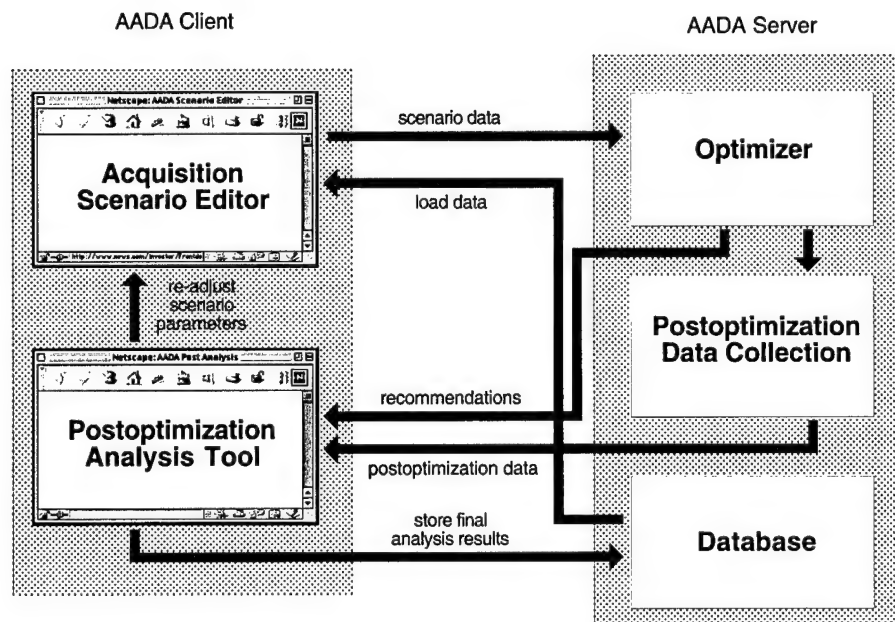 AADA Client
AADA Server
Netscape: AADA Scenario Editor
Acquisition
Scenario Editor
scenario data
load data
Optimizer
re-adjust
scenario
parameters
Postoptimization
Data Collection
Netscape: AADA Post Analysis
Postoptimization
Analysis Tool
recommendations
postoptimization data
store final
analysis results
Database